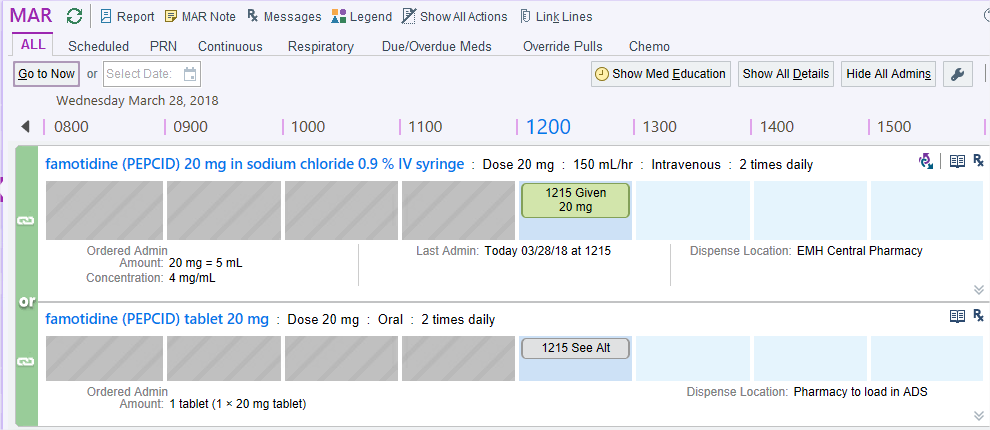 MAR Report MAR Note Messages Legend Show All Actions Link Lines
ALL Scheduled PRN Continuous Respiratory Due/Overdue Meds Override Pulls Chemo
Go to Now or Select Date: Show Med Education Show All Details Hide All Admins
Wednesday March 28, 2018
0800 0900 1000 1100 1200 1300 1400 1500
famotidine (PEPCID) 20 mg in sodium chloride 0.9 % IV syringe : Dose 20 mg : 150 mL/hr : Intravenous : 2 times daily
1215 Given
20 mg
Ordered Admin Last Admin: Today 03/28/18 at 1215 Dispense Location: EMH Central Pharmacy
Amount: 20 mg = 5 mL
Concentration: 4 mg/mL
or
famotidine (PEPCID) tablet 20 mg : Dose 20 mg : Oral : 2 times daily
1215 See Alt
Ordered Admin Dispense Location: Pharmacy to load in ADS
Amount: 1 tablet (1 × 20 mg tablet)